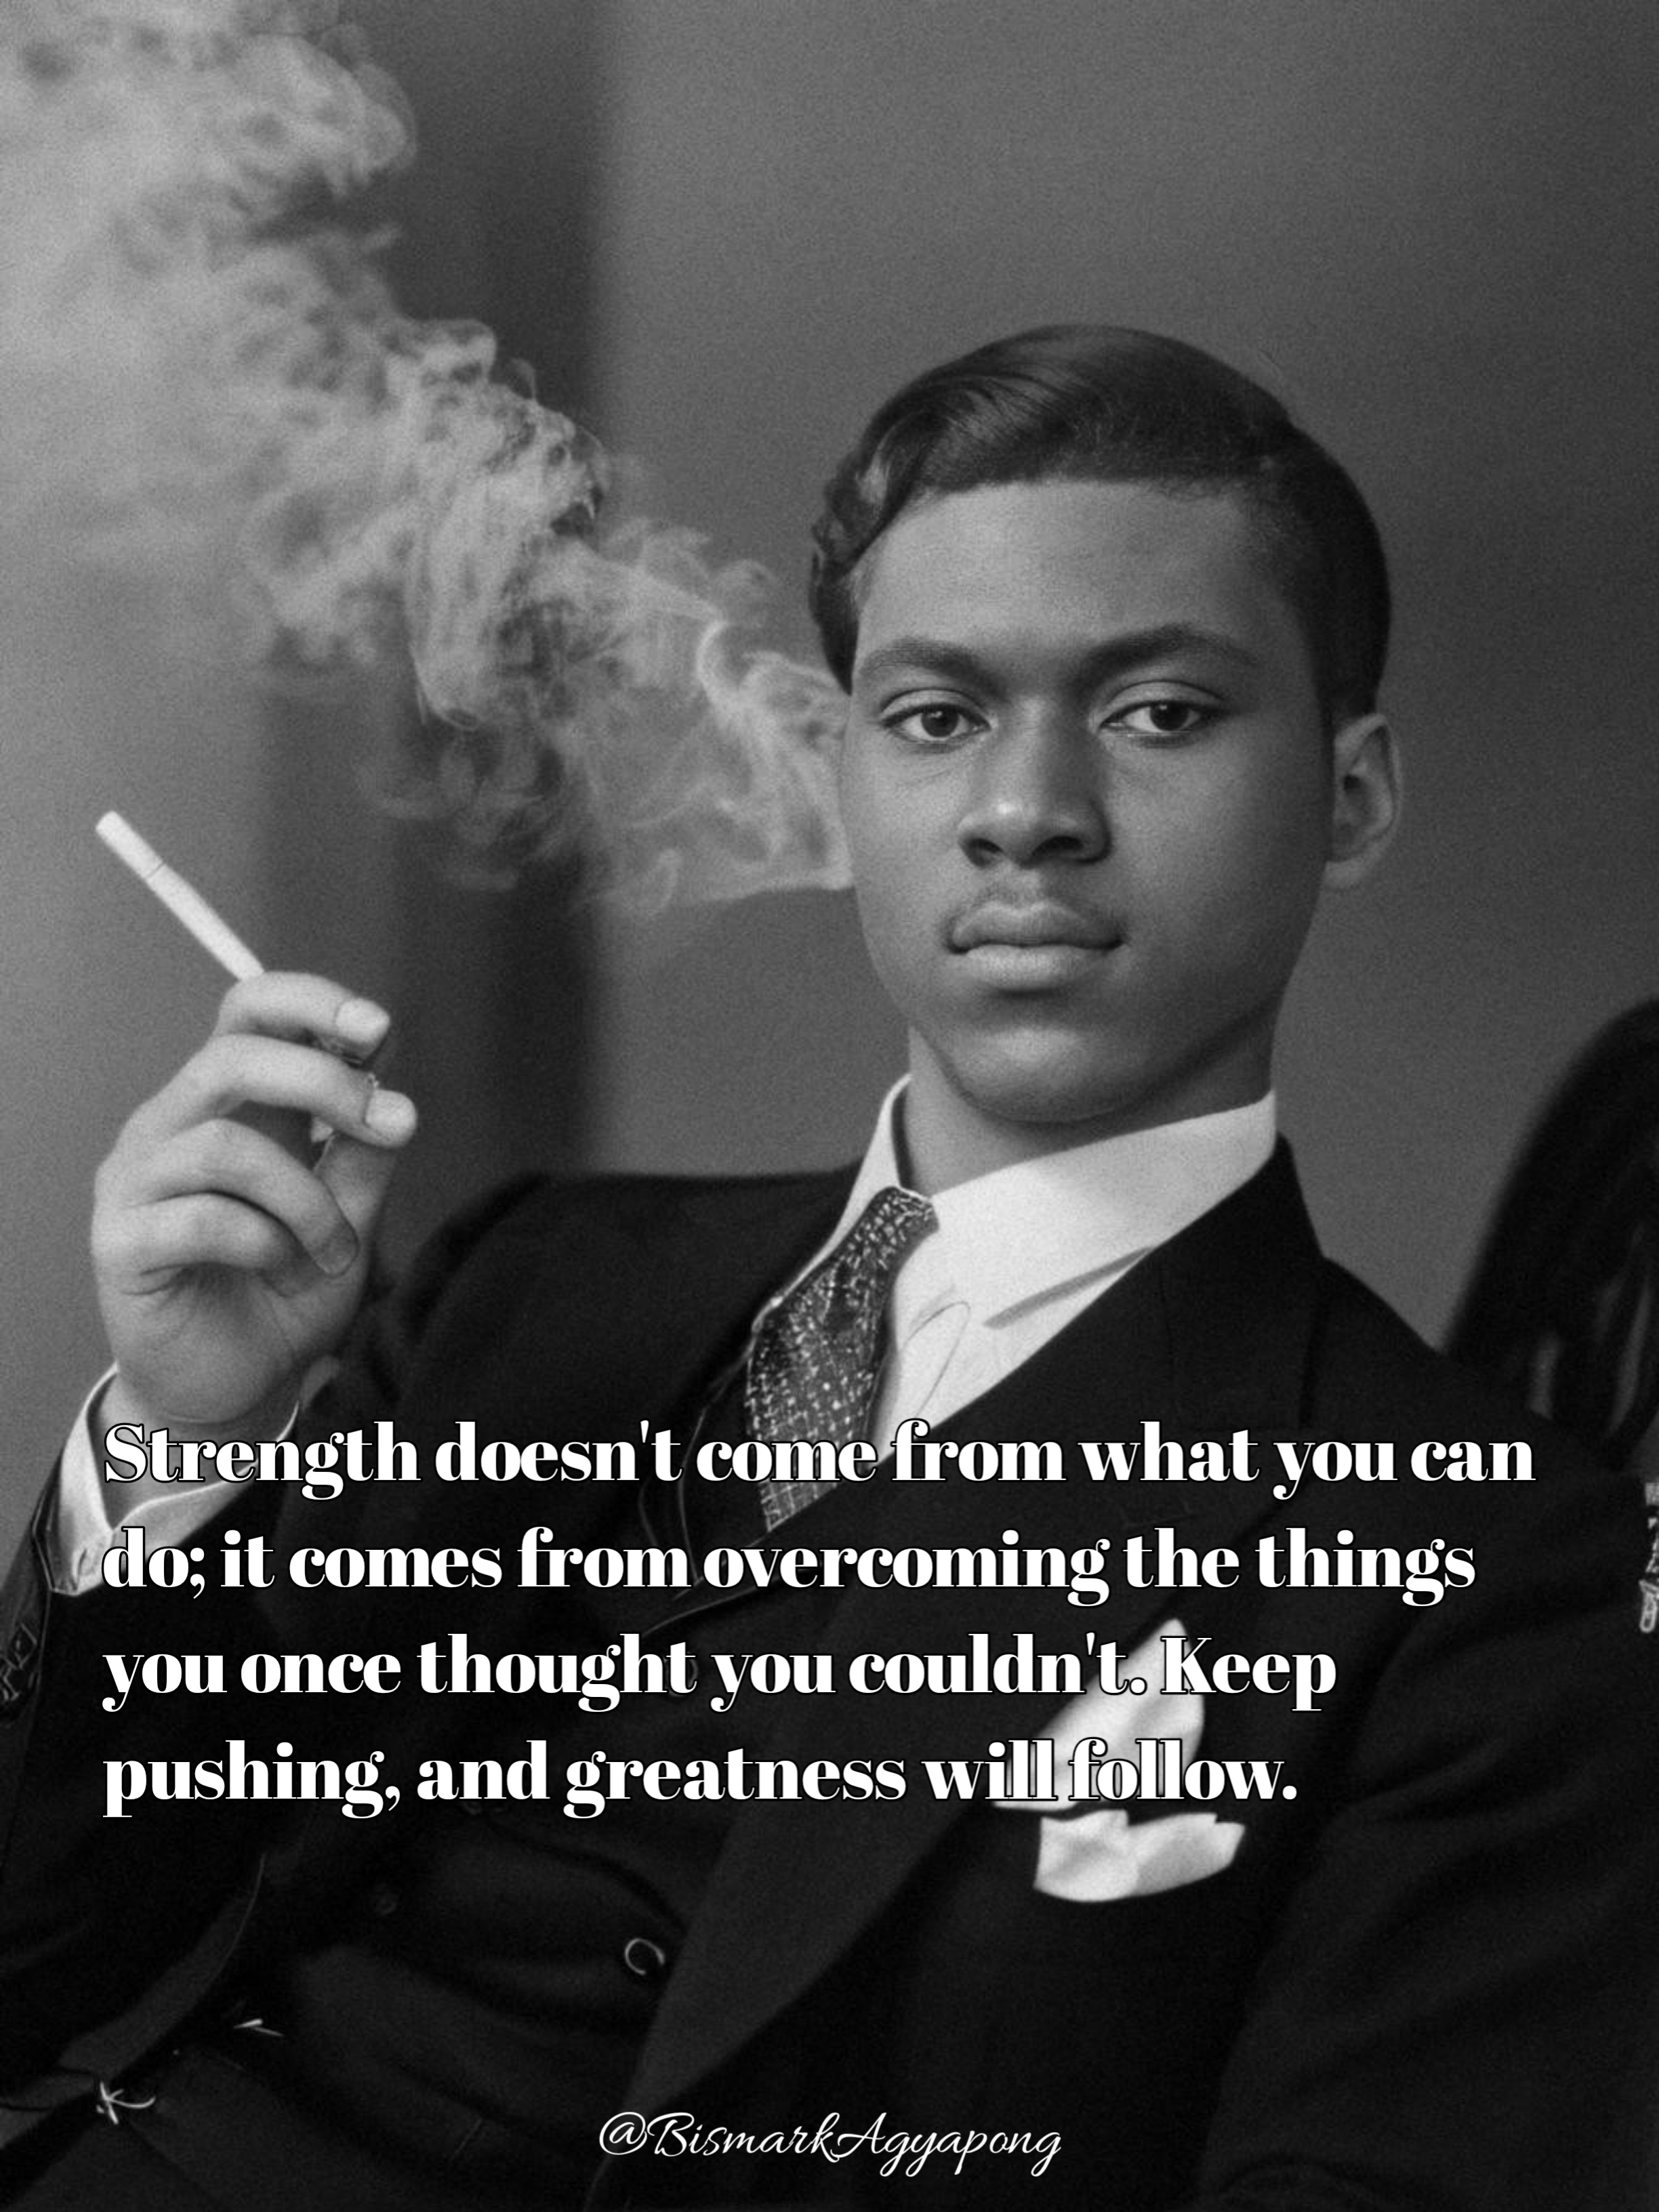 Strength doesn't come from what you can
do; it comes from overcoming the things
you once thought you couldn't. Keep
pushing, and greatness will follow.
@BismarkAgyapong